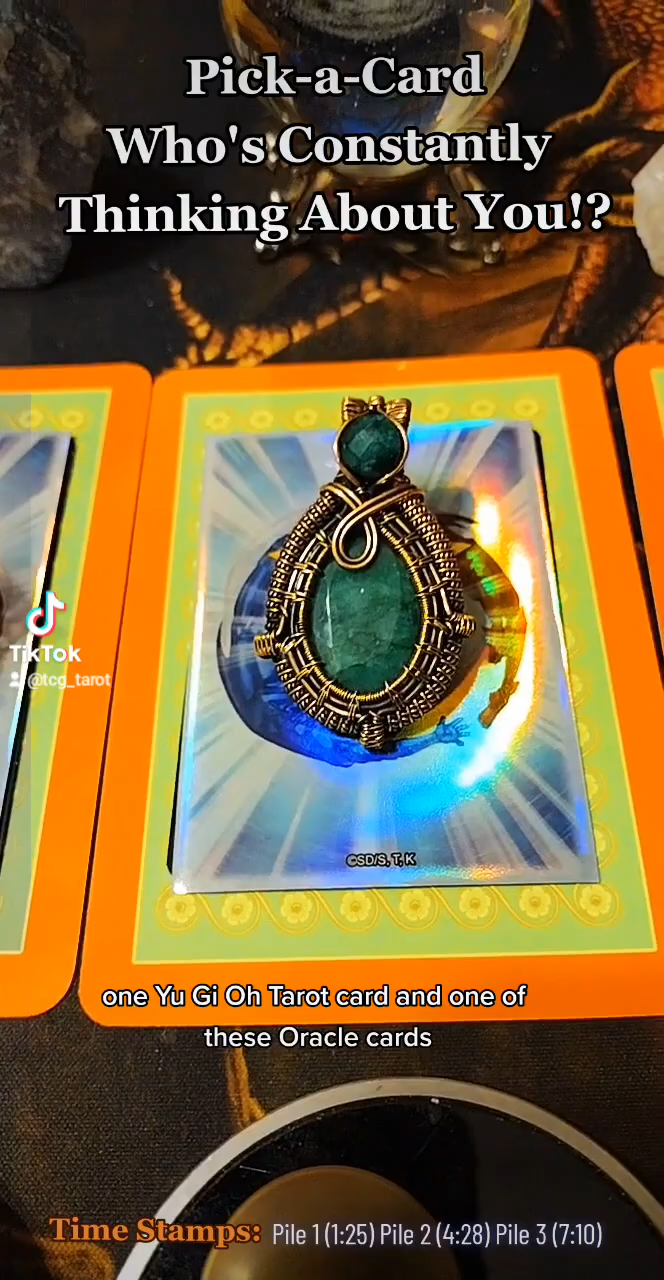 Pick-a-Card
Who's Constantly
Thinking About You!?
TikTok
@tcg_tarot
©SD/S, T, K
one Yu Gi Oh Tarot card and one of
these Oracle cards
Time Stamps: Pile 1 (1:25) Pile 2 (4:28) Pile 3 (7:10)